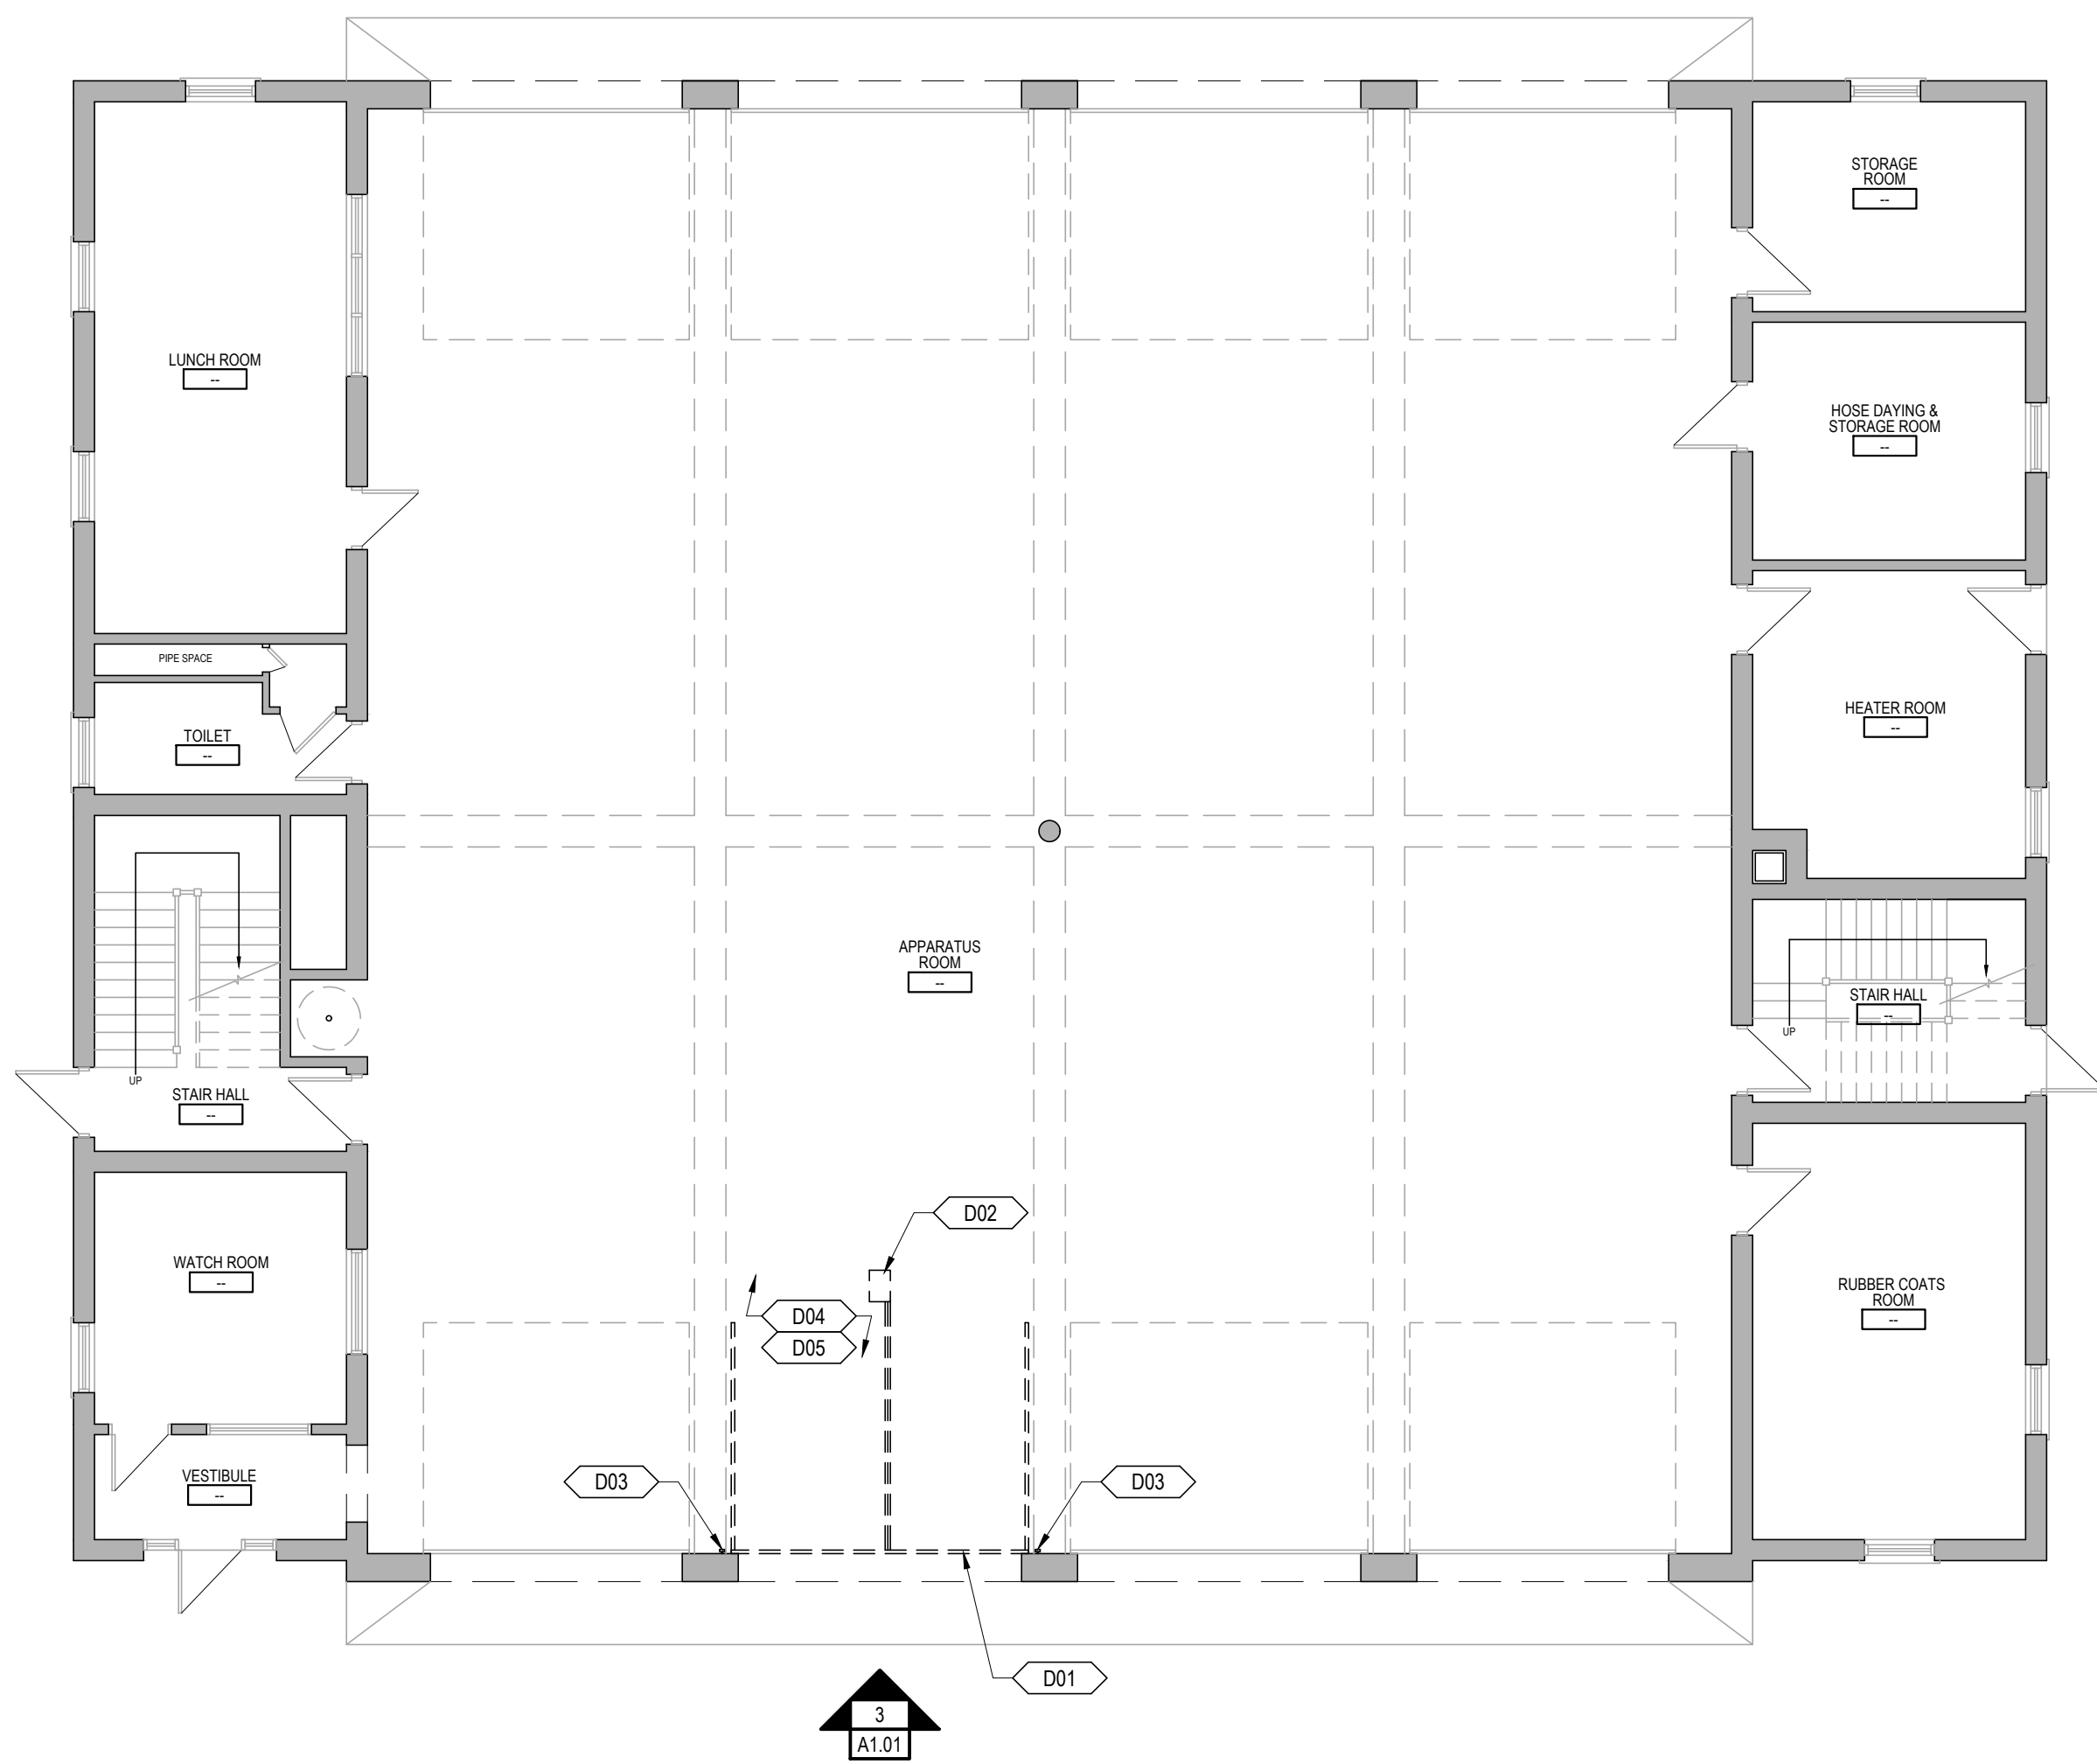 STORAGE
ROOM
--
LUNCH ROOM
--
HOSE DAYING &
STORAGE ROOM
--
PIPE SPACE
TOILET
--
HEATER ROOM
--
APPARATUS
ROOM
--
STAIR HALL
--
UP
UP
STAIR HALL
--
D02
WATCH ROOM
--
RUBBER COATS
ROOM
--
D04
D05
VESTIBULE
--
D03
D03
D01
3
A1.01